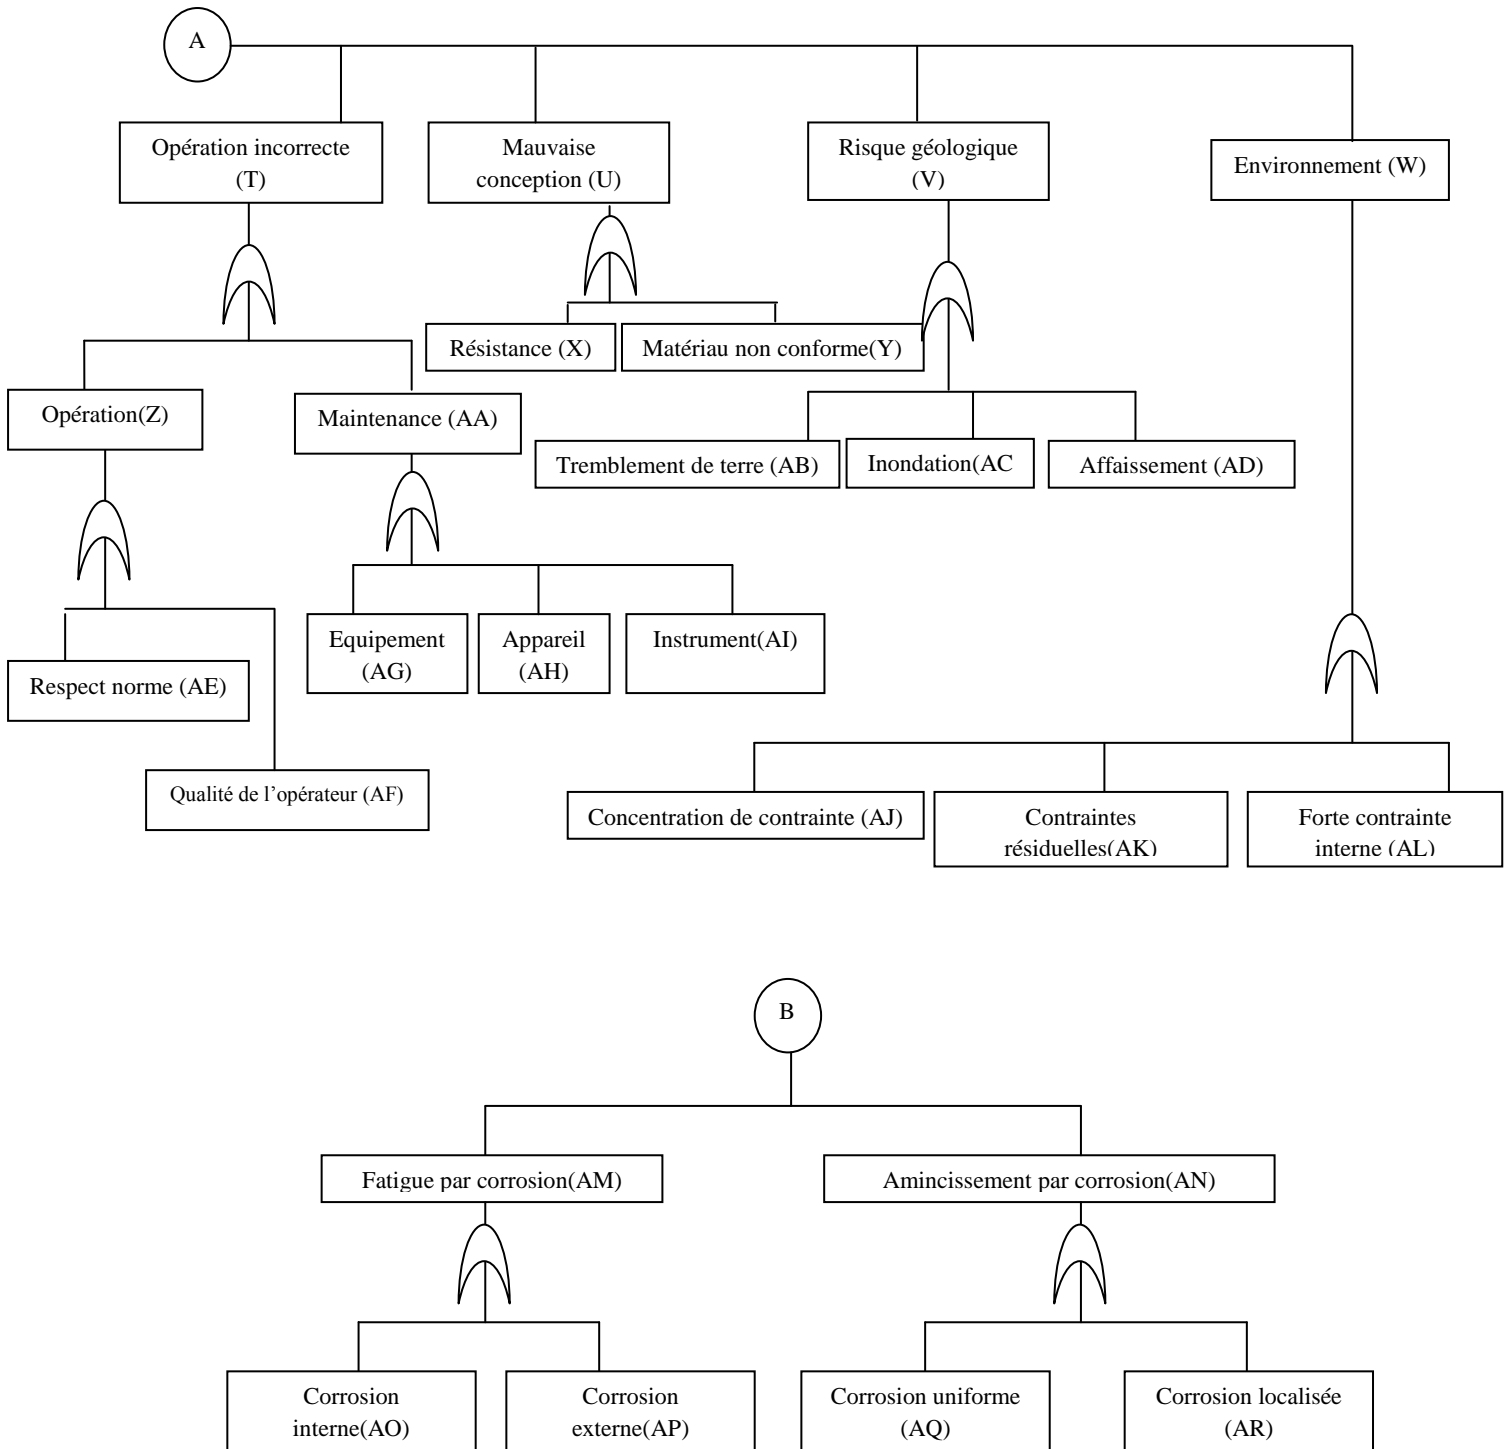 A
Opération incorrecte
(T)
Mauvaise
conception (U)
Risque géologique
(V)
Environnement (W)
Résistance (X)
Matériau non conforme(Y)
Opération(Z)
Maintenance (AA)
Tremblement de terre (AB)
Inondation(AC
Affaissement (AD)
Equipement
(AG)
Appareil
(AH)
Instrument(AI)
Respect norme (AE)
Qualité de l’opérateur (AF)
Concentration de contrainte (AJ)
Contraintes
résiduelles(AK)
Forte contrainte
interne (AL)
B
Fatigue par corrosion(AM)
Amincissement par corrosion(AN)
Corrosion
interne(AO)
Corrosion
externe(AP)
Corrosion uniforme
(AQ)
Corrosion localisée
(AR)